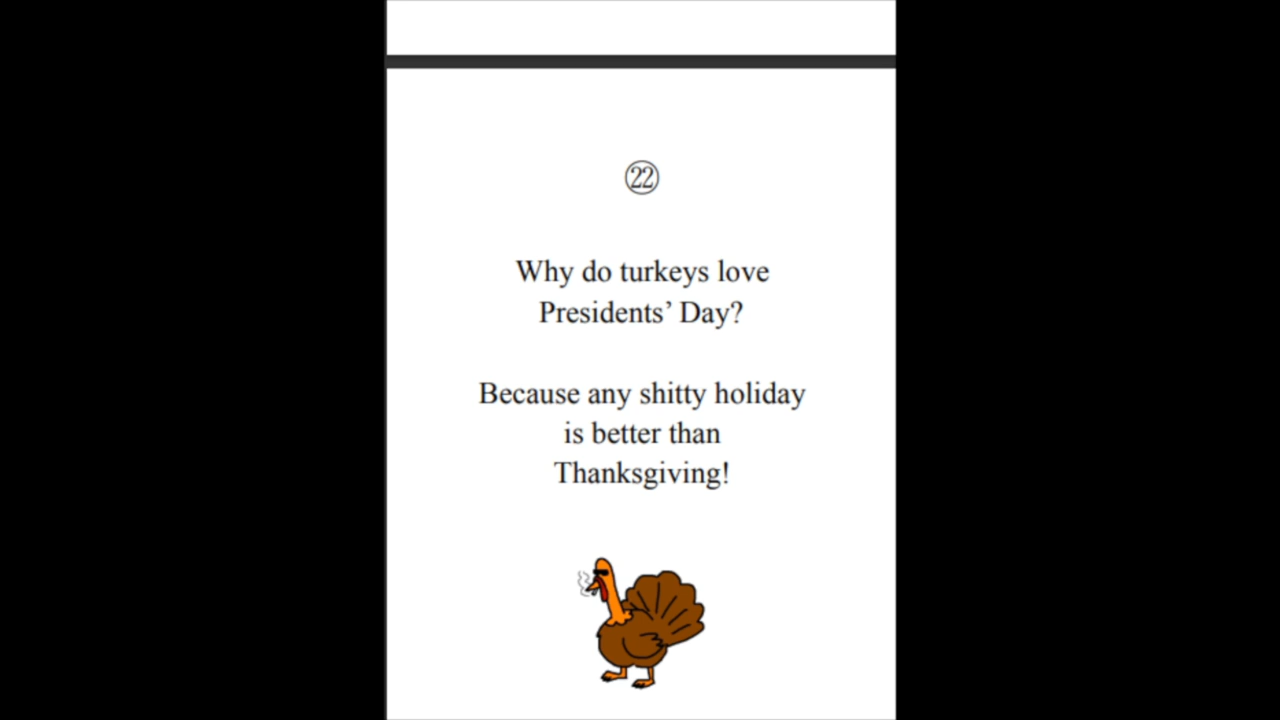 ㉒
Why do turkeys love
Presidents’ Day?
Because any shitty holiday
is better than
Thanksgiving!